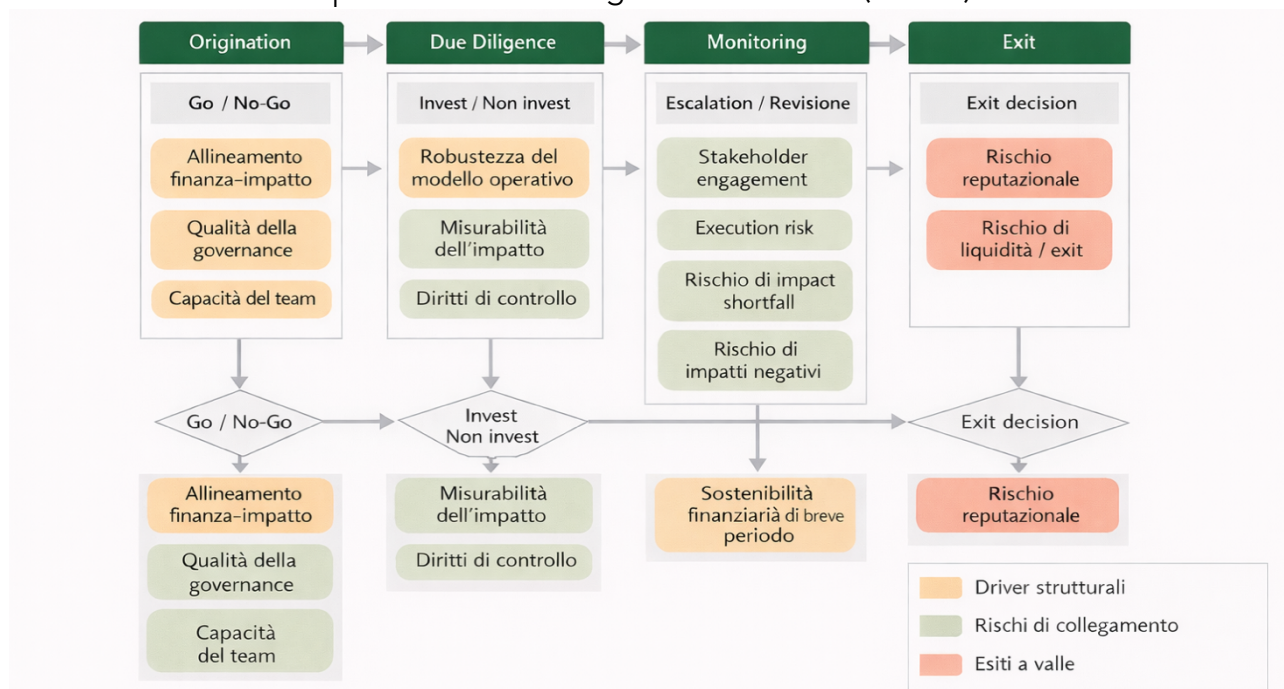 Origination
Due Diligence
Monitoring
Exit
Go / No-Go
Allineamento
finanza-impatto
Qualità della
governance
Capacità del team
Invest / Non invest
Robustezza del
modello operativo
Misurabilità
dell'impatto
Diritti di controllo
Escalation / Revisione
Stakeholder
engagement
Execution risk
Rischio di impact
shortfall
Rischio di
impatti negativi
Exit decision
Rischio
reputazionale
Rischio di
liquidità / exit
Go / No-Go
Invest
Non invest
Exit decision
Allineamento
finanza-impatto
Qualità della
governance
Capacità
del team
Misurabilità
dell'impatto
Diritti di controllo
Sostenibilità
finanziarià di breve
periodo
Rischio
reputazionale
Driver strutturali
Rischi di collegamento
Esiti a valle